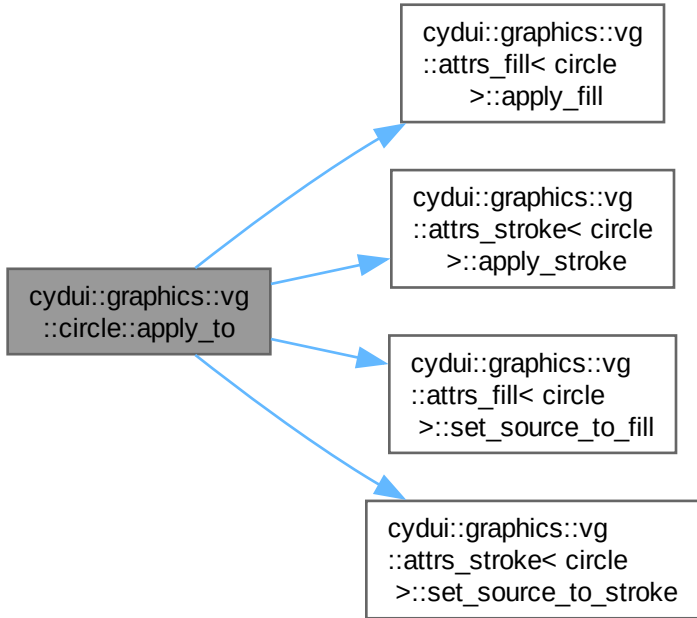 cydui::graphics::vg
::attrs_fill< circle
>::apply_fill
cydui::graphics::vg
::attrs_stroke< circle
>::apply_stroke
cydui::graphics::vg
::circle::apply_to
cydui::graphics::vg
::attrs_fill< circle
>::set_source_to_fill
cydui::graphics::vg
::attrs_stroke< circle
>::set_source_to_stroke